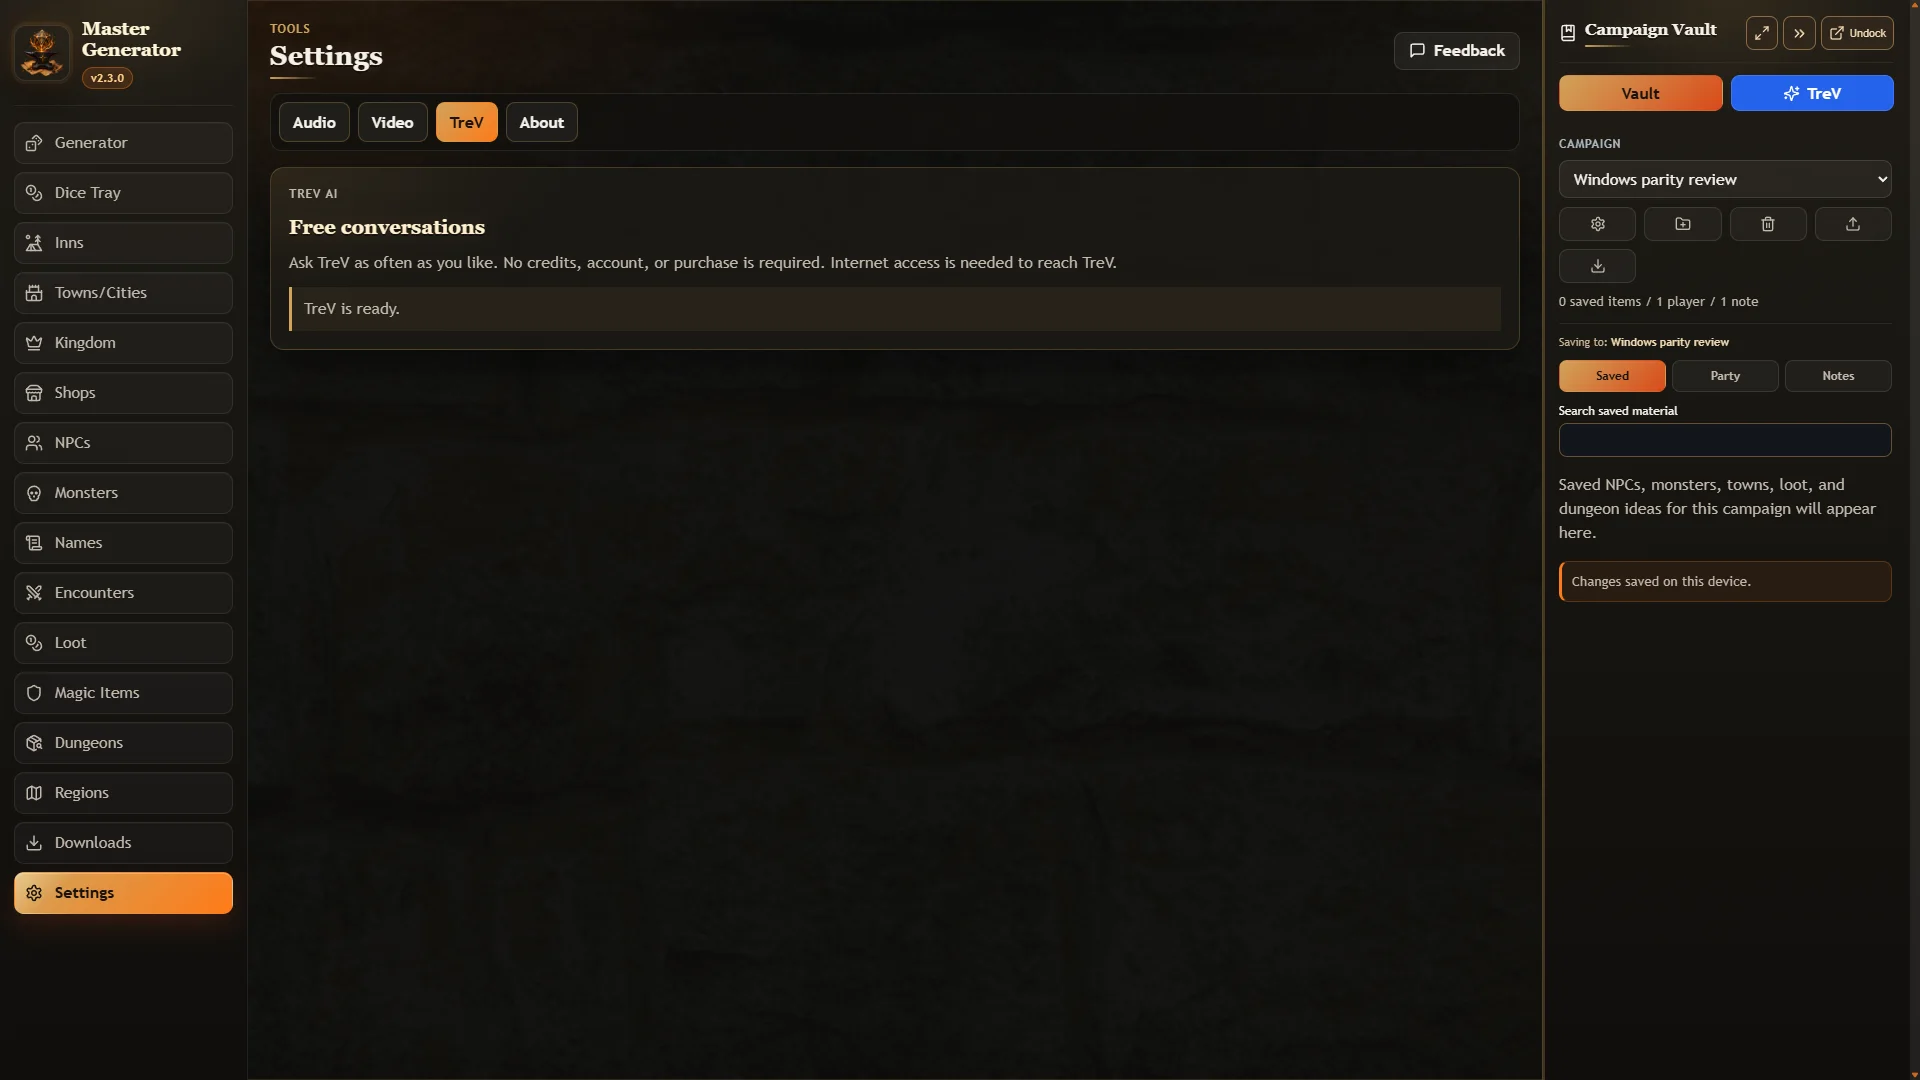 Master
Generator
v2.3.0
Generator
Dice Tray
Inns
Towns/Cities
Kingdom
Shops
NPCs
Monsters
Names
Encounters
Loot
Magic Items
Dungeons
Regions
Downloads
Settings
TOOLS
Settings
Feedback
Audio
Video
TreV
About
TREV AI
Free conversations
Ask TreV as often as you like. No credits, account, or purchase is required. Internet access is needed to reach TreV.
TreV is ready.
Campaign Vault
Undock
Vault
TreV
CAMPAIGN
Windows parity review
0 saved items / 1 player / 1 note
Saving to: Windows parity review
Saved
Party
Notes
Search saved material
Saved NPCs, monsters, towns, loot, and
dungeon ideas for this campaign will appear
here.
Changes saved on this device.